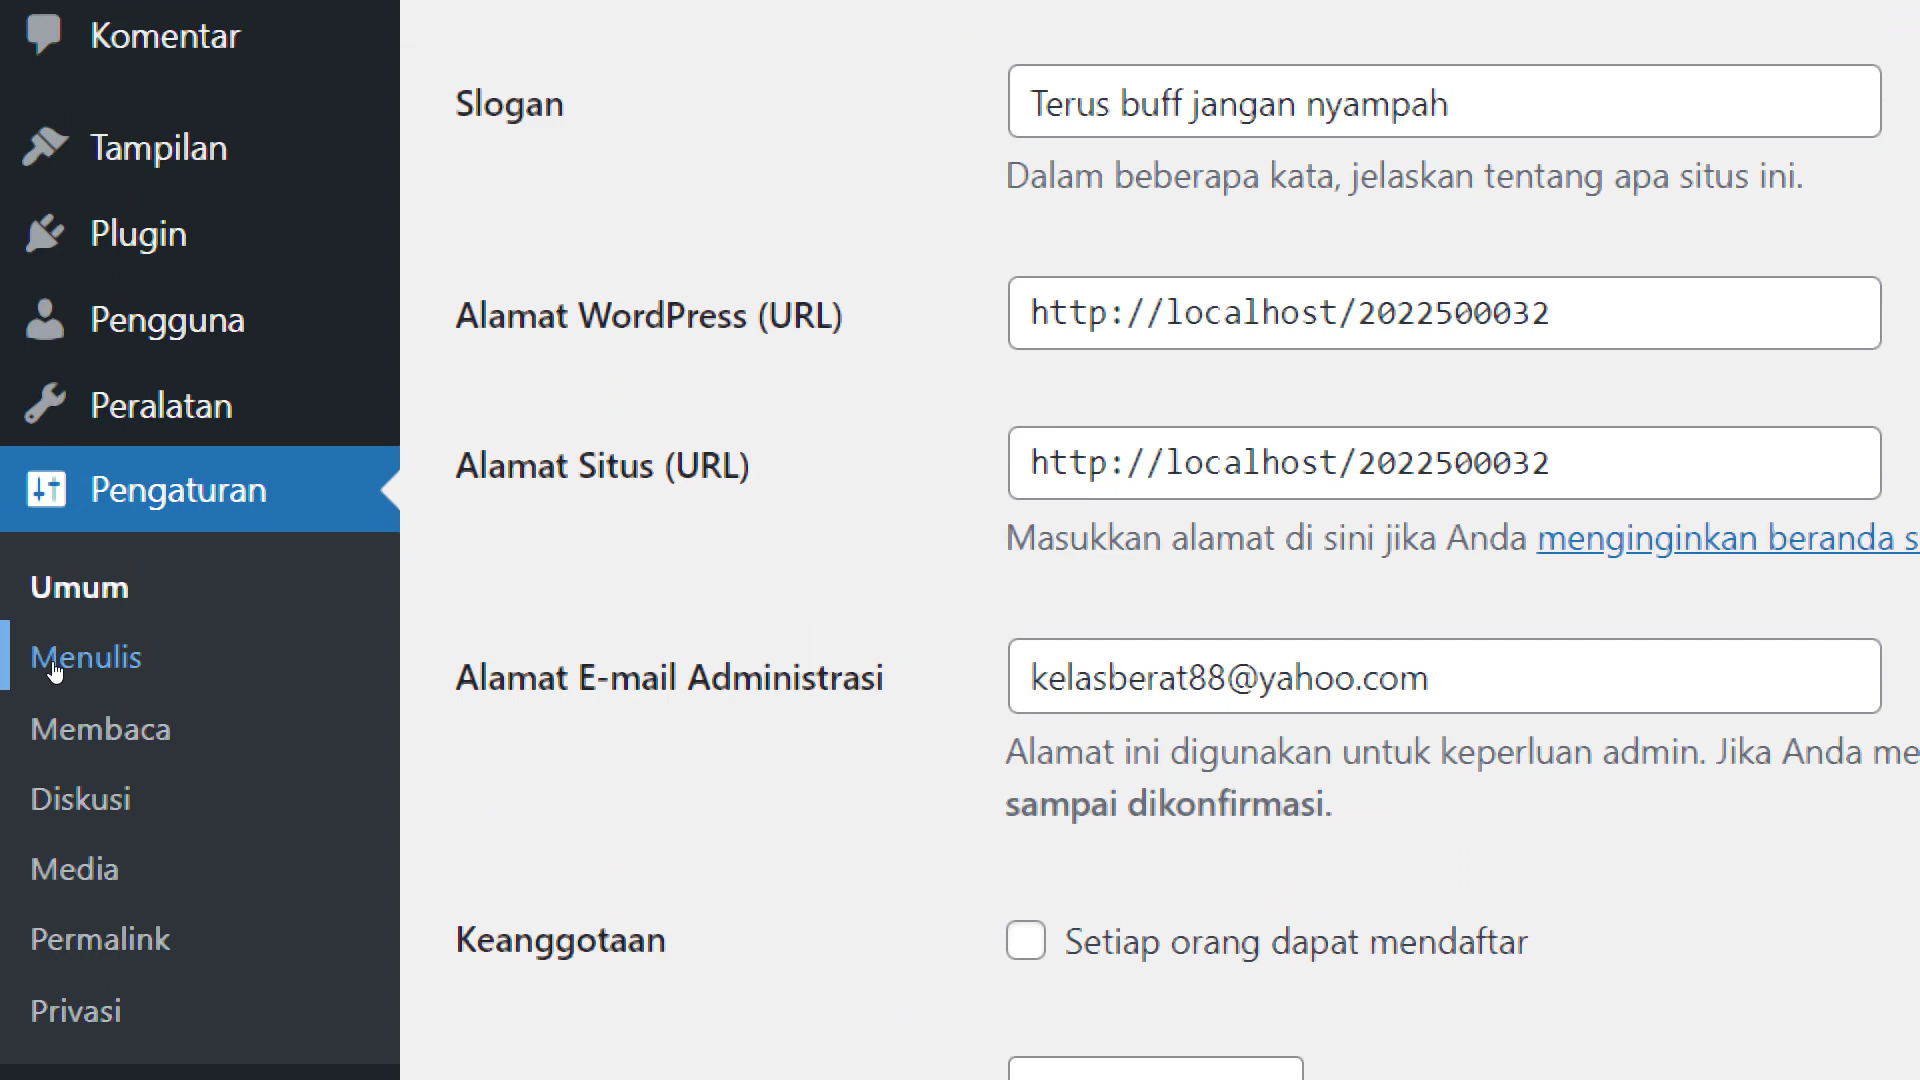 Komentar
Tampilan
Plugin
Pengguna
Peralatan
Pengaturan
Umum
Menulis
Membaca
Diskusi
Media
Permalink
Privasi
Slogan
Terus buff jangan nyampah
Dalam beberapa kata, jelaskan tentang apa situs ini.
Alamat WordPress (URL)
http://localhost/2022500032
Alamat Situs (URL)
http://localhost/2022500032
Masukkan alamat di sini jika Anda menginginkan beranda s
Alamat E-mail Administrasi
kelasberat88@yahoo.com
Alamat ini digunakan untuk keperluan admin. Jika Anda me
sampai dikonfirmasi.
Keanggotaan
Setiap orang dapat mendaftar